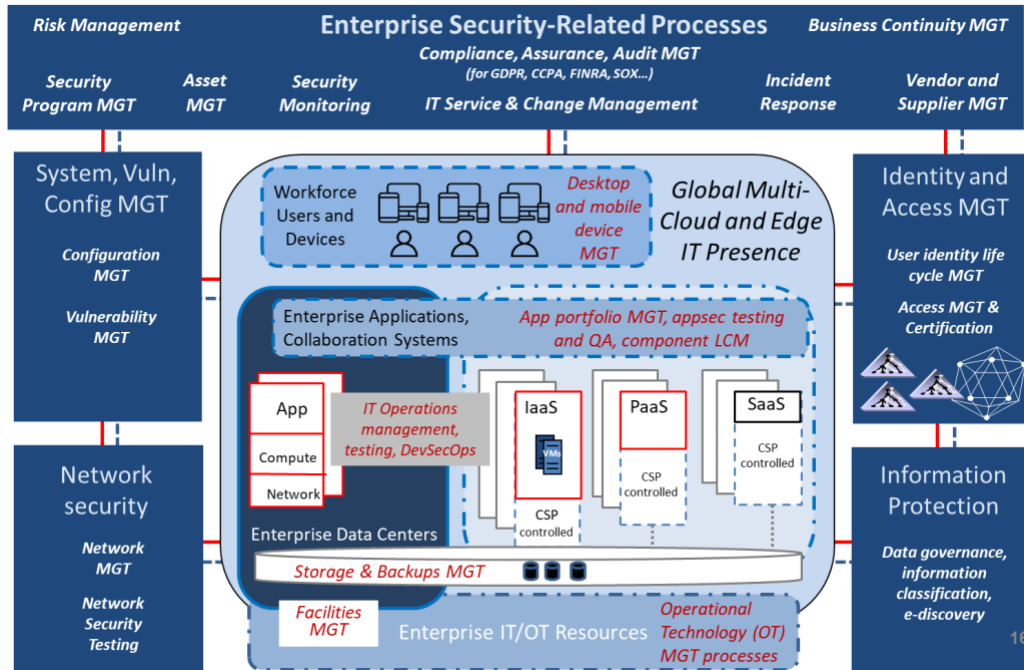 Risk Management
Enterprise Security-Related Processes
Business Continuity MGT
Compliance, Assurance, Audit MGT
(for GDPR, CCPA, FINRA, SOX...)
Security
Program MGT
Asset
MGT
Security
Monitoring
IT Service & Change Management
Incident
Response
Vendor and
Supplier MGT
System, Vuln,
Config MGT
Configuration
MGT
Vulnerability
MGT
Network
security
Network
MGT
Network
Security
Testing
Workforce
Users and
Devices
Desktop
and mobile
device
MGT
Global Multi-
Cloud and Edge
IT Presence
Enterprise Applications,
Collaboration Systems
App portfolio MGT, appsec testing
and QA, component LCM
App
Compute
Network
IT Operations
management,
testing, DevSecOps
IaaS
VMs
CSP
controlled
PaaS
CSP
controlled
SaaS
CSP
controlled
Enterprise Data Centers
Storage & Backups MGT
Facilities
MGT
Enterprise IT/OT Resources
Operational
Technology (OT)
MGT processes
Identity and
Access MGT
User identity life
cycle MGT
Access MGT &
Certification
Information
Protection
Data governance,
information
classification,
e-discovery